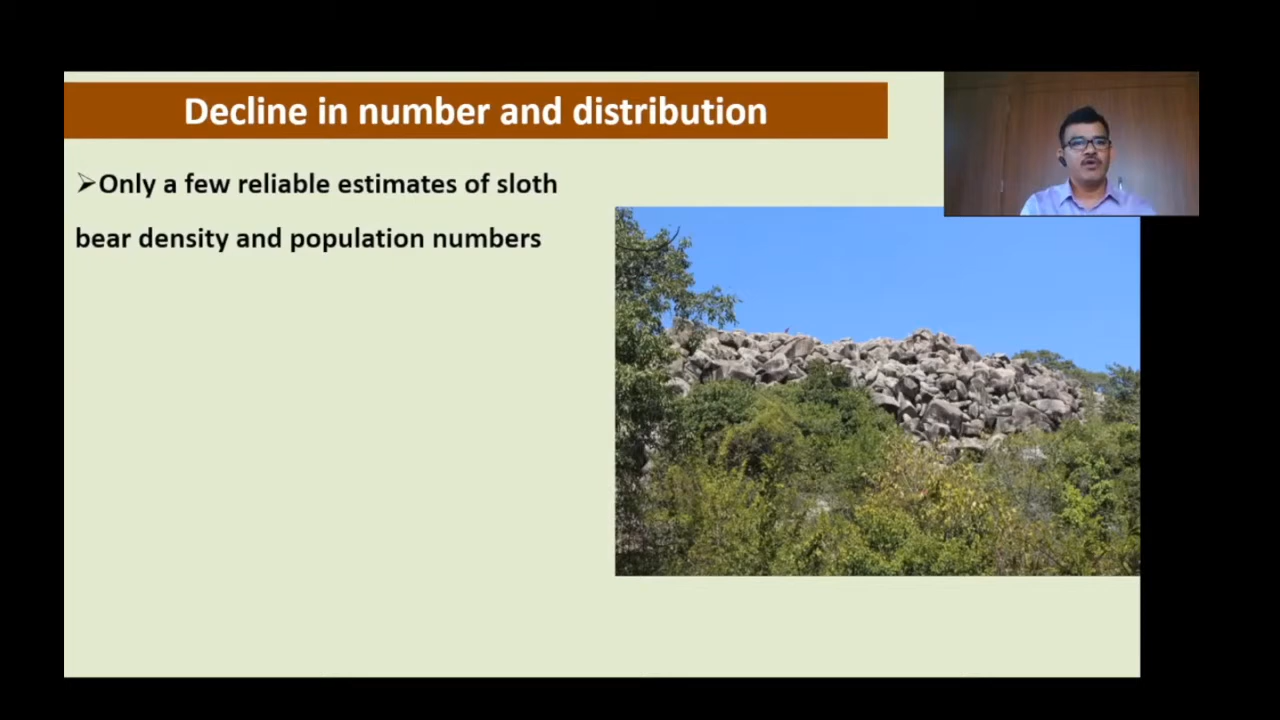 Decline in number and distribution
➢Only a few reliable estimates of sloth
bear density and population numbers